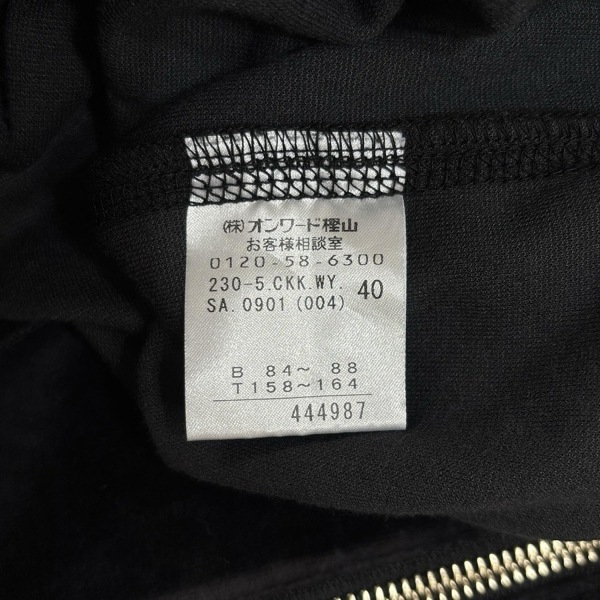 (株)オンワード樫山
お客様相談室
0120-58-6300
230-5.CKK.WY. 40
SA.0901(004)
B 84~ 88
T158~164
444987